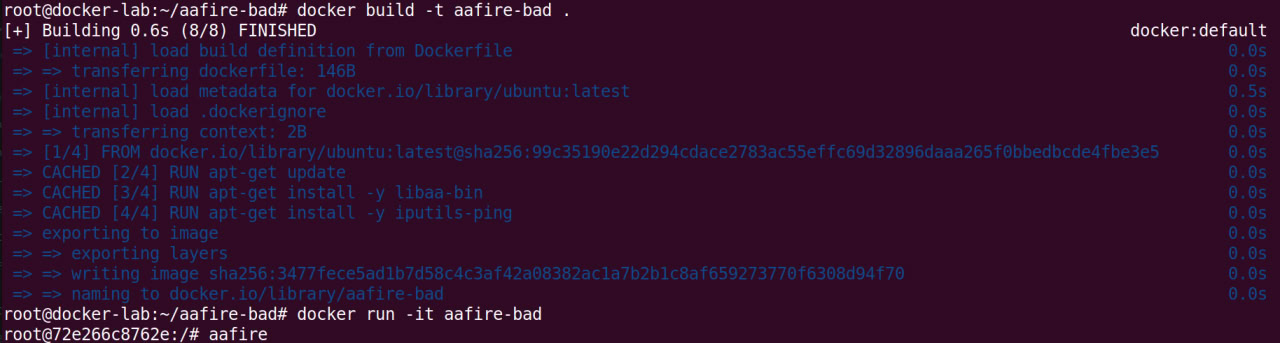 root@docker-lab:~/aafire-bad# docker build -t aafire-bad .
[+] Building 0.6s (8/8) FINISHED docker:default
=> [internal] load build definition from Dockerfile 0.0s
=> => transferring dockerfile: 146B 0.0s
=> [internal] load metadata for docker.io/library/ubuntu:latest 0.5s
=> [internal] load .dockerignore 0.0s
=> => transferring context: 2B 0.0s
=> [1/4] FROM docker.io/library/ubuntu:latest@sha256:99c35190e22d294cdace2783ac55effc69d32896daaa265f0bbedbcde4fbe3e5 0.0s
=> CACHED [2/4] RUN apt-get update 0.0s
=> CACHED [3/4] RUN apt-get install -y libaa-bin 0.0s
=> CACHED [4/4] RUN apt-get install -y iputils-ping 0.0s
=> exporting to image 0.0s
=> => exporting layers 0.0s
=> => writing image sha256:3477fece5ad1b7d58c4c3af42a08382ac1a7b2b1c8af659273770f6308d94f70 0.0s
=> => naming to docker.io/library/aafire-bad 0.0s
root@docker-lab:~/aafire-bad# docker run -it aafire-bad
root@72e266c8762e:/# aafire